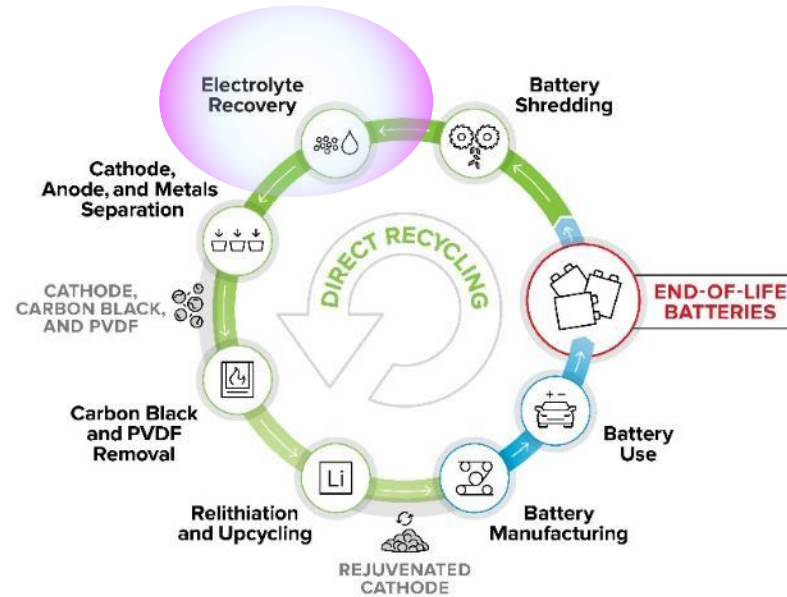 Electrolyte
Recovery
Battery
Shredding
Cathode,
Anode, and Metals
Separation
DIRECT RECYCLING
CATHODE,
CARBON BLACK,
AND PVDF
END-OF-LIFE
BATTERIES
Carbon Black
and PVDF
Removal
+ −
Battery
Use
Li
Relithiation
and Upcycling
Battery
Manufacturing
REJUVENATED
CATHODE